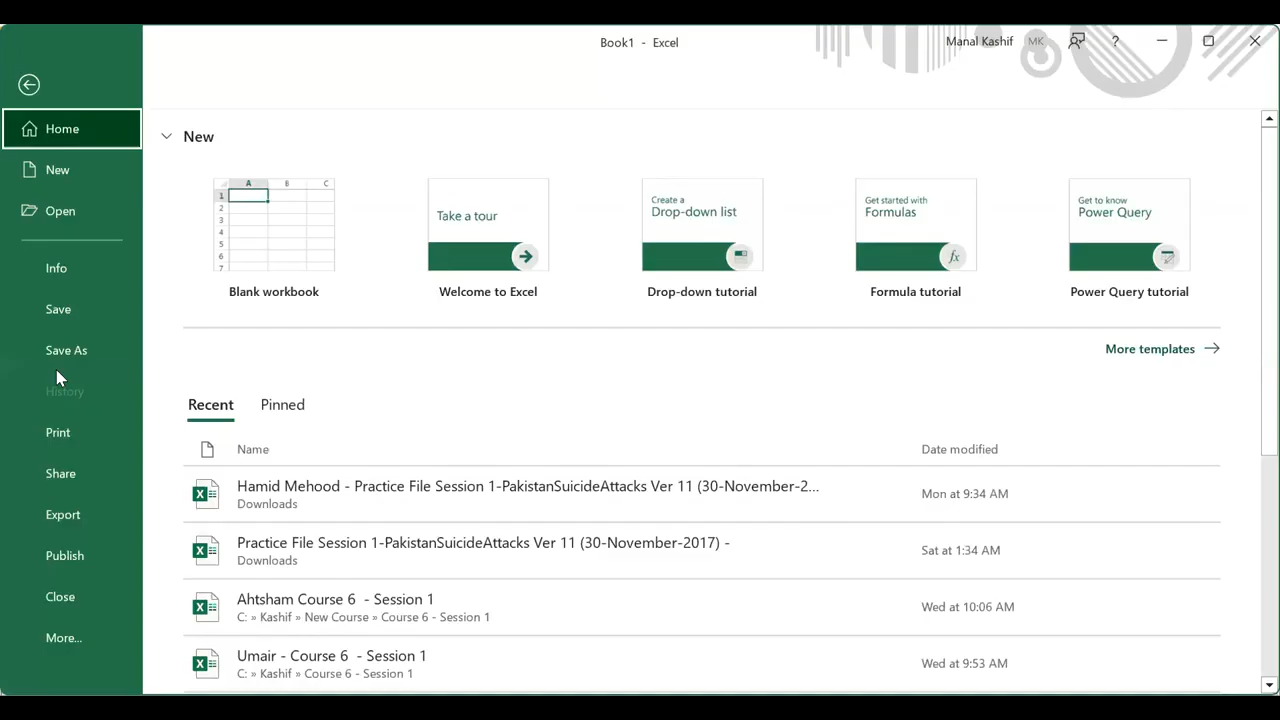 Book1 - Excel
Manal Kashif MK ?
Home
New
Open
Info
Save
Save As
History
Print
Share
Export
Publish
Close
More...
New
A B C
1
2
3
4
5
6
7
Blank workbook
Take a tour
Welcome to Excel
Create a
Drop-down list
Drop-down tutorial
Get started with
Formulas
fx
Formula tutorial
Get to know
Power Query
Power Query tutorial
More templates
Recent Pinned
Name Date modified
Hamid Mehood - Practice File Session 1-PakistanSuicideAttacks Ver 11 (30-November-2... Mon at 9:34 AM
Downloads
Practice File Session 1-PakistanSuicideAttacks Ver 11 (30-November-2017) - Sat at 1:34 AM
Downloads
Ahtsham Course 6 - Session 1 Wed at 10:06 AM
C: » Kashif » New Course » Course 6 - Session 1
Umair - Course 6 - Session 1 Wed at 9:53 AM
C: » Kashif » Course 6 - Session 1